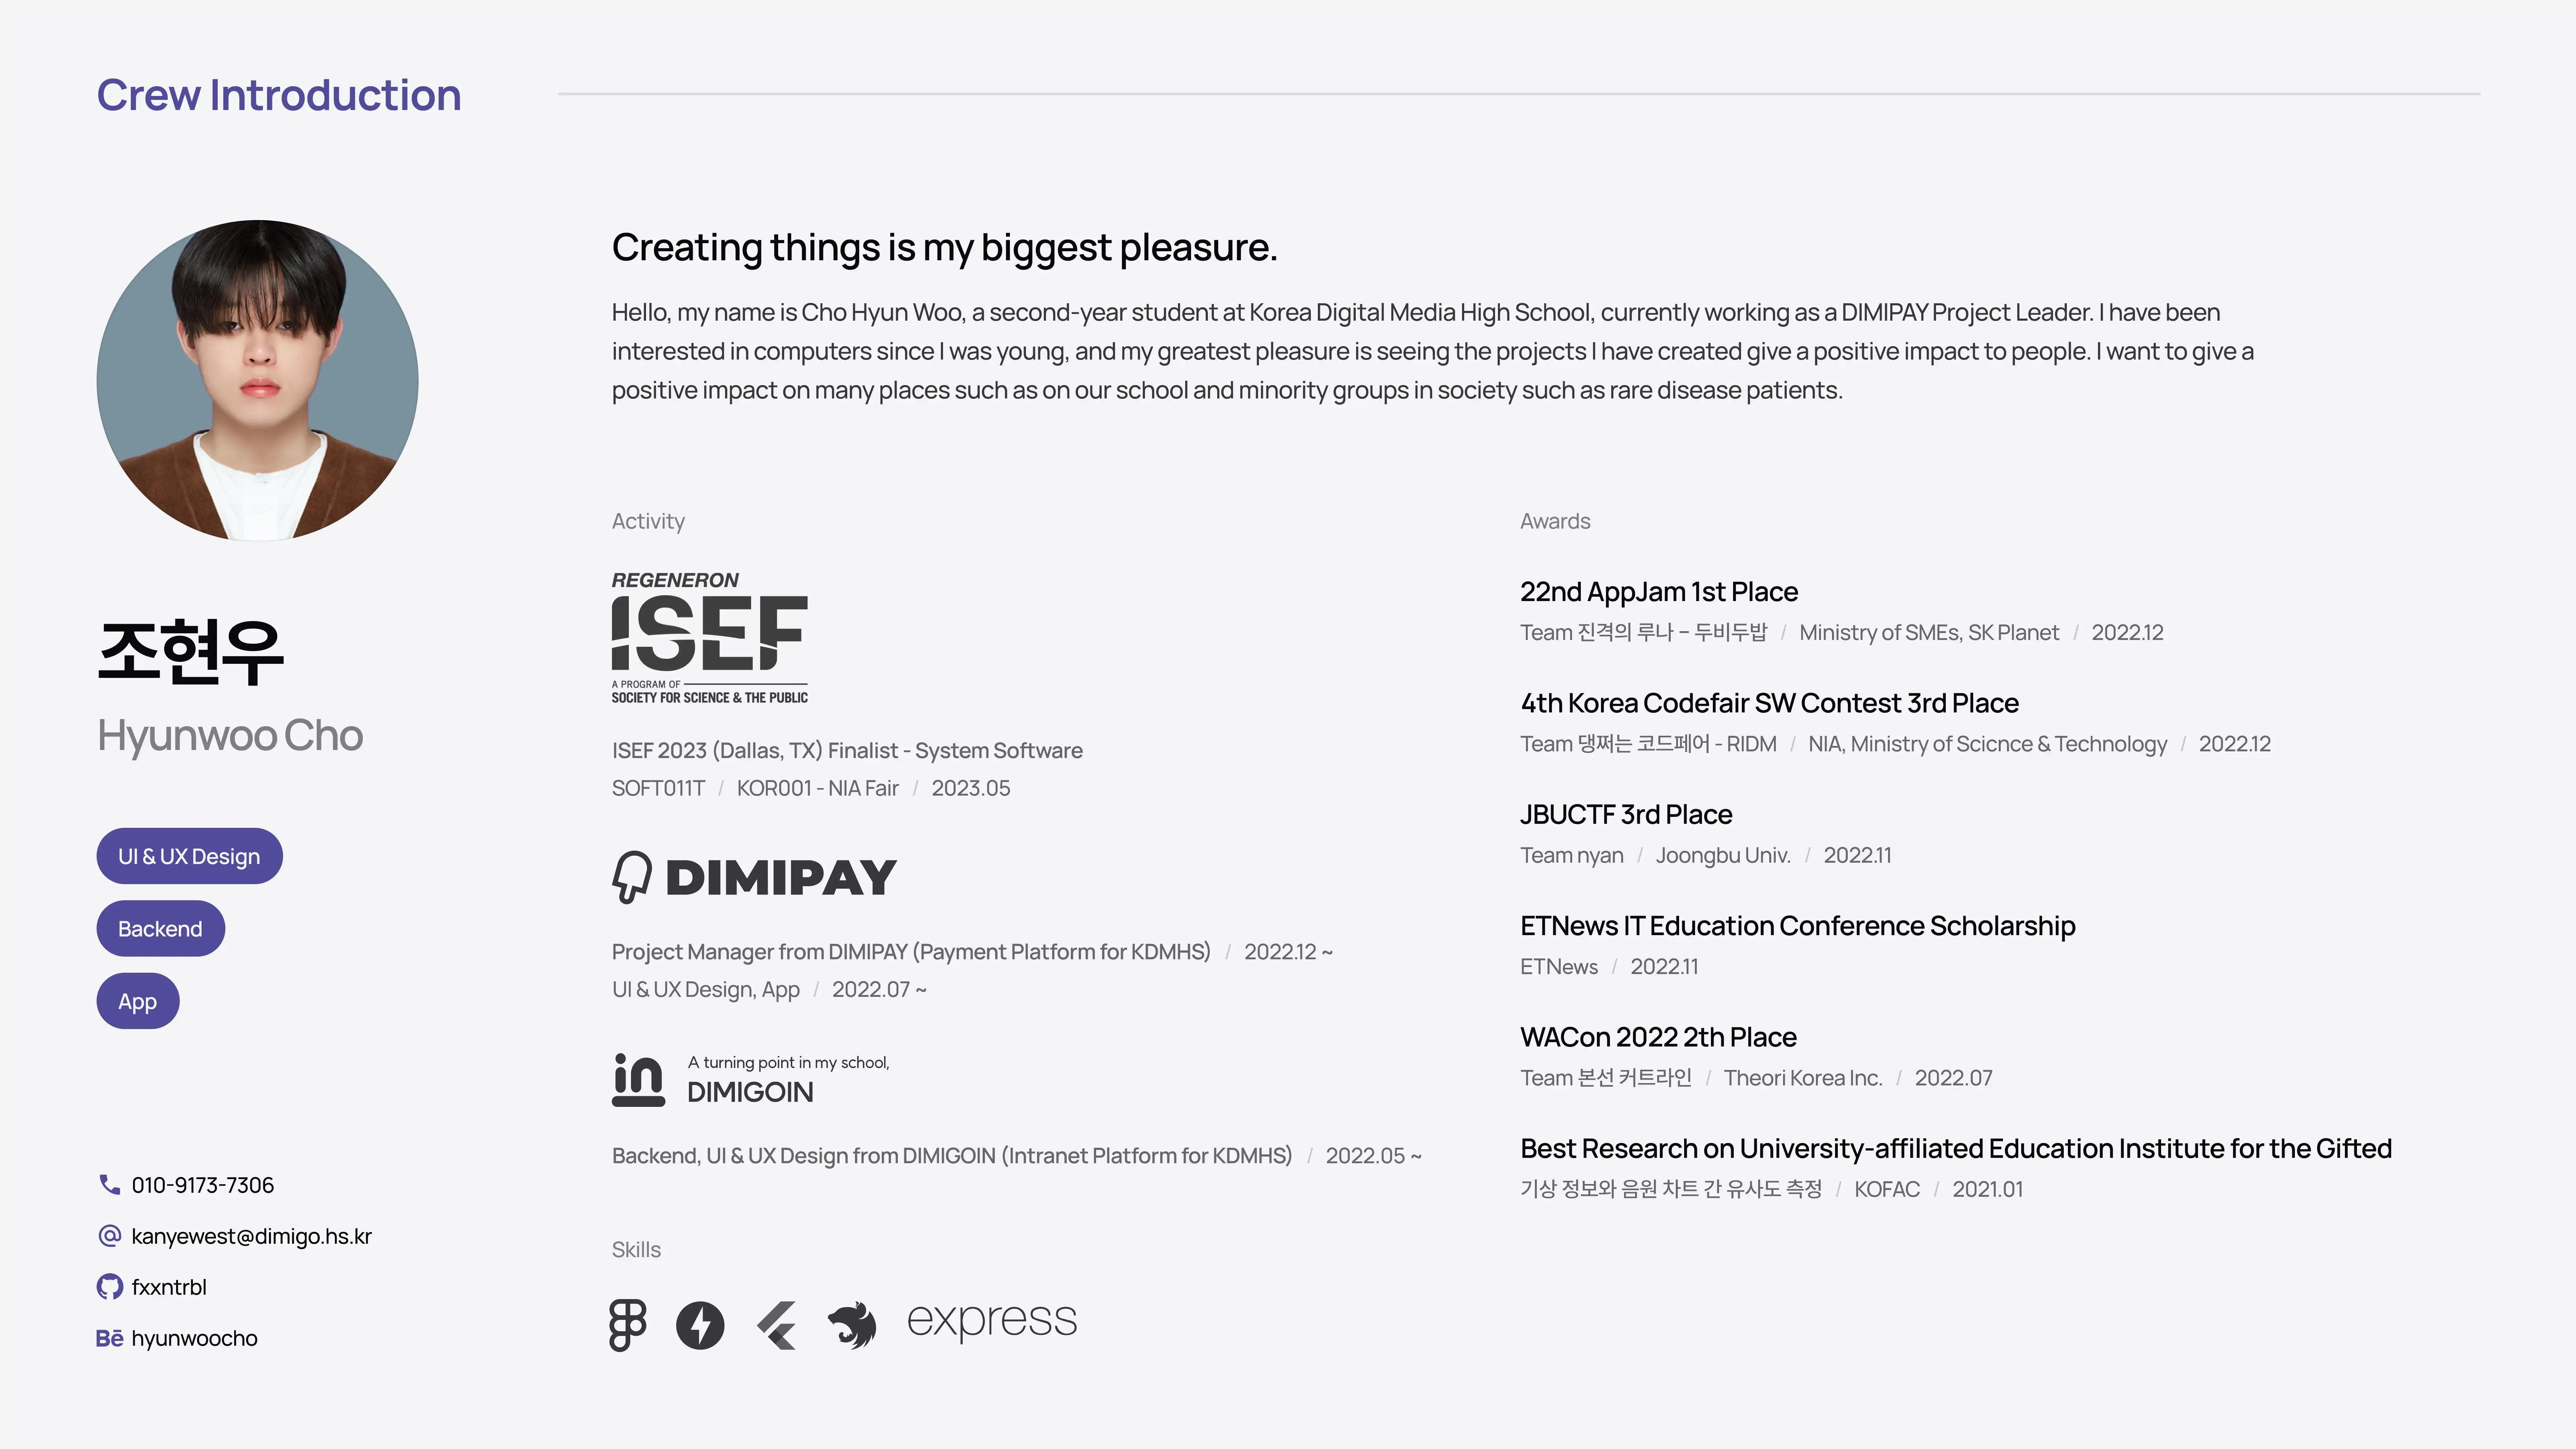 Crew Introduction
조현우
Hyunwoo Cho
UI & UX Design
Backend
App
010-9173-7306
kanyewest@dimigo.hs.kr
fxxntrbl
Bē hyunwoocho
Creating things is my biggest pleasure.
Hello, my name is Cho Hyun Woo, a second-year student at Korea Digital Media High School, currently working as a DIMIPAY Project Leader. I have been
interested in computers since I was young, and my greatest pleasure is seeing the projects I have created give a positive impact to people. I want to give a
positive impact on many places such as on our school and minority groups in society such as rare disease patients.
Activity
REGENERON
ISEF
A PROGRAM OF
SOCIETY FOR SCIENCE & THE PUBLIC
ISEF 2023 (Dallas, TX) Finalist - System Software
SOFT011T / KOR001 - NIA Fair / 2023.05
DIMIPAY
Project Manager from DIMIPAY (Payment Platform for KDMHS) / 2022.12 ~
UI & UX Design, App / 2022.07 ~
in
A turning point in my school,
DIMIGOIN
Backend, UI & UX Design from DIMIGOIN (Intranet Platform for KDMHS) / 2022.05 ~
Skills
express
Awards
22nd AppJam 1st Place
Team 진격의 루나 – 두비두밥 / Ministry of SMEs, SK Planet / 2022.12
4th Korea Codefair SW Contest 3rd Place
Team 댕쩌는 코드페어 - RIDM / NIA, Ministry of Scicnce & Technology / 2022.12
JBUCTF 3rd Place
Team nyan / Joongbu Univ. / 2022.11
ETNews IT Education Conference Scholarship
ETNews / 2022.11
WACon 2022 2th Place
Team 본선 커트라인 / Theori Korea Inc. / 2022.07
Best Research on University-affiliated Education Institute for the Gifted
기상 정보와 음원 차트 간 유사도 측정 / KOFAC / 2021.01